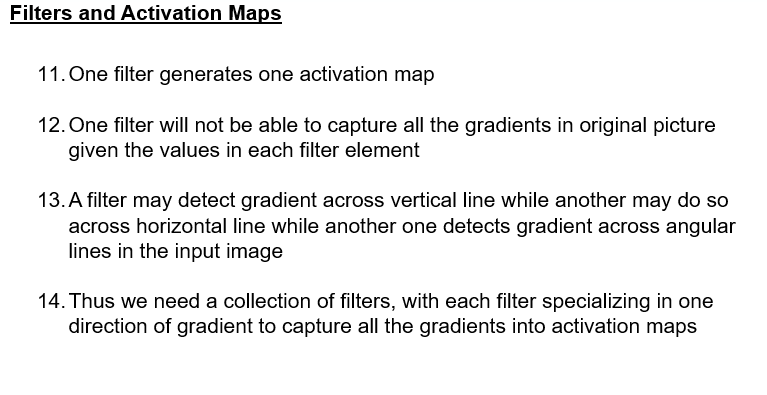 Filters and Activation Maps
11. One filter generates one activation map
12. One filter will not be able to capture all the gradients in original picture
given the values in each filter element
13. A filter may detect gradient across vertical line while another may do so
across horizontal line while another one detects gradient across angular
lines in the input image
14. Thus we need a collection of filters, with each filter specializing in one
direction of gradient to capture all the gradients into activation maps